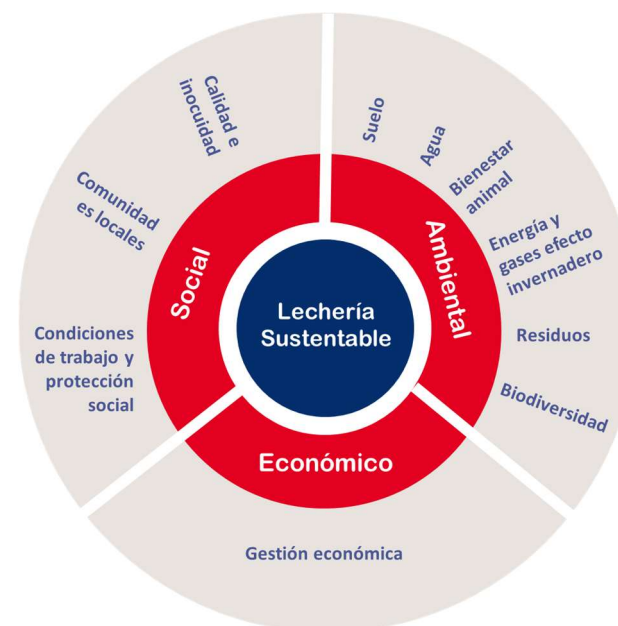 Lechería
Sustentable
Social
Ambiental
Económico
Calidad e
inocuidad
Comunidad
es locales
Condiciones
de trabajo y
protección
social
Suelo
Agua
Bienestar
animal
Energía y
gases efecto
invernadero
Residuos
Biodiversidad
Gestión económica